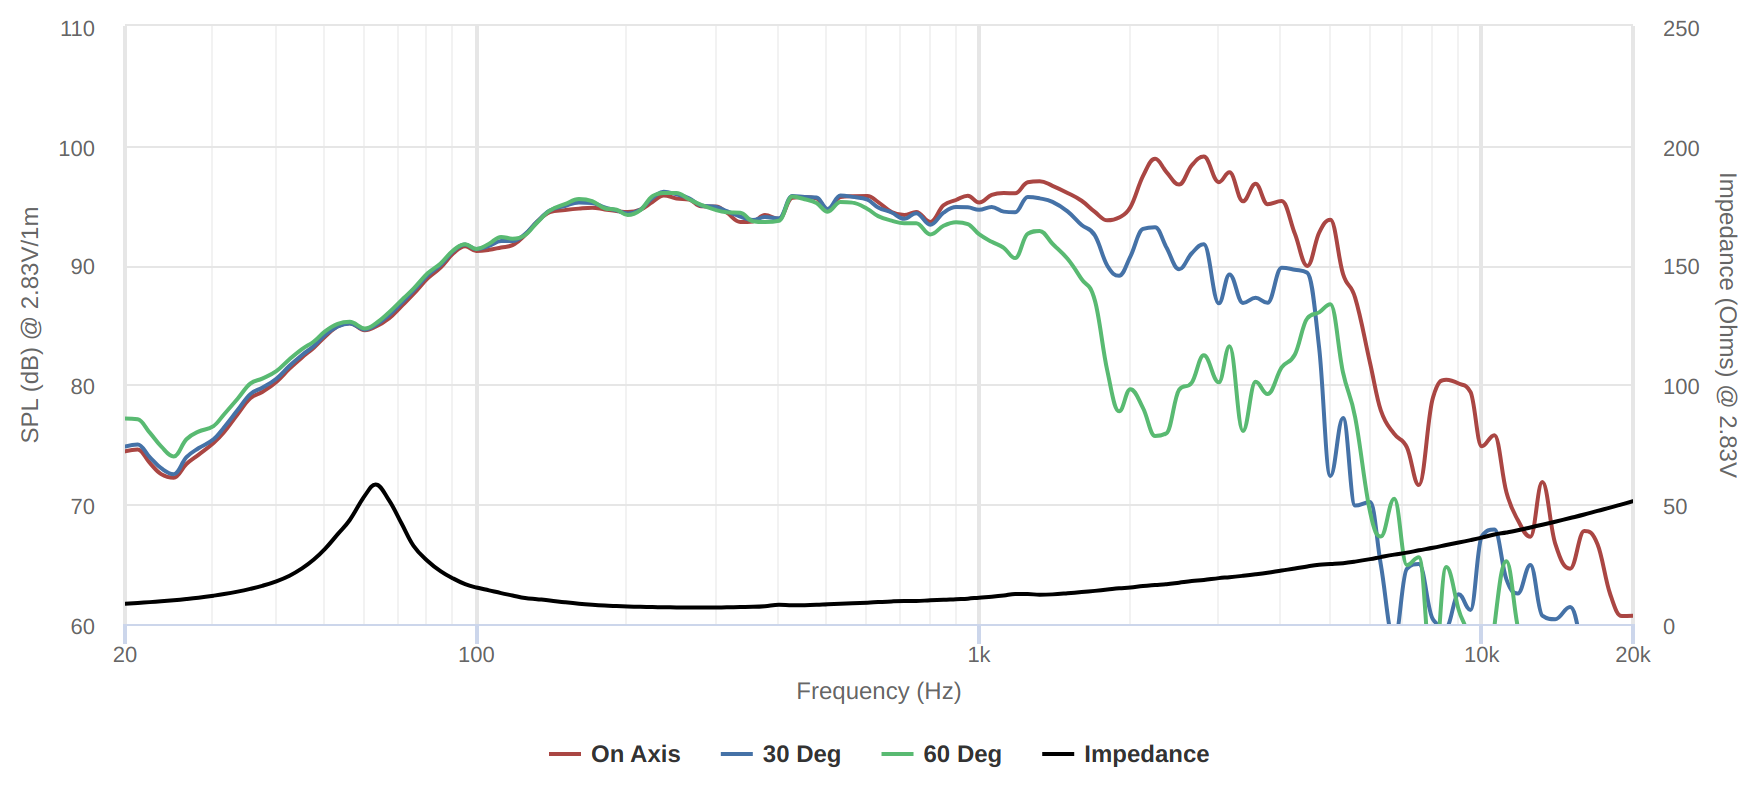 110
100
90
80
70
60
SPL (dB) @ 2.83V/1m
250
200
150
100
50
0
Impedance (Ohms) @ 2.83V
20
100
1k
10k
20k
Frequency (Hz)
On Axis
30 Deg
60 Deg
Impedance